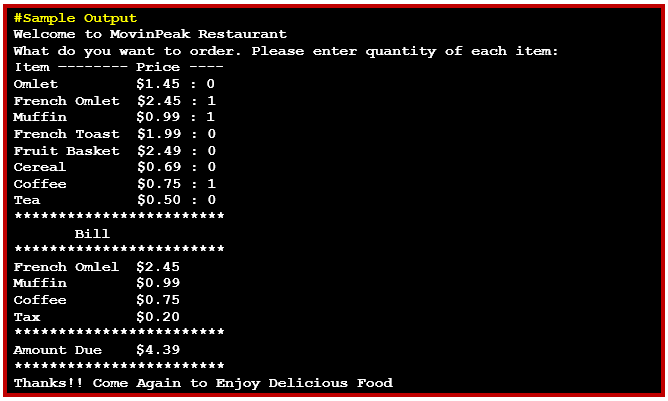 #Sample Output
Welcome to MovinPeak Restaurant
What do you want to order. Please enter quantity of each item:
Item -------- Price ----
Omlet         $1.45 : 0
French Omlet  $2.45 : 1
Muffin        $0.99 : 1
French Toast  $1.99 : 0
Fruit Basket  $2.49 : 0
Cereal        $0.69 : 0
Coffee        $0.75 : 1
Tea           $0.50 : 0
************************
       Bill
************************
French Omlel  $2.45
Muffin        $0.99
Coffee        $0.75
Tax           $0.20
************************
Amount Due    $4.39
************************
Thanks!! Come Again to Enjoy Delicious Food